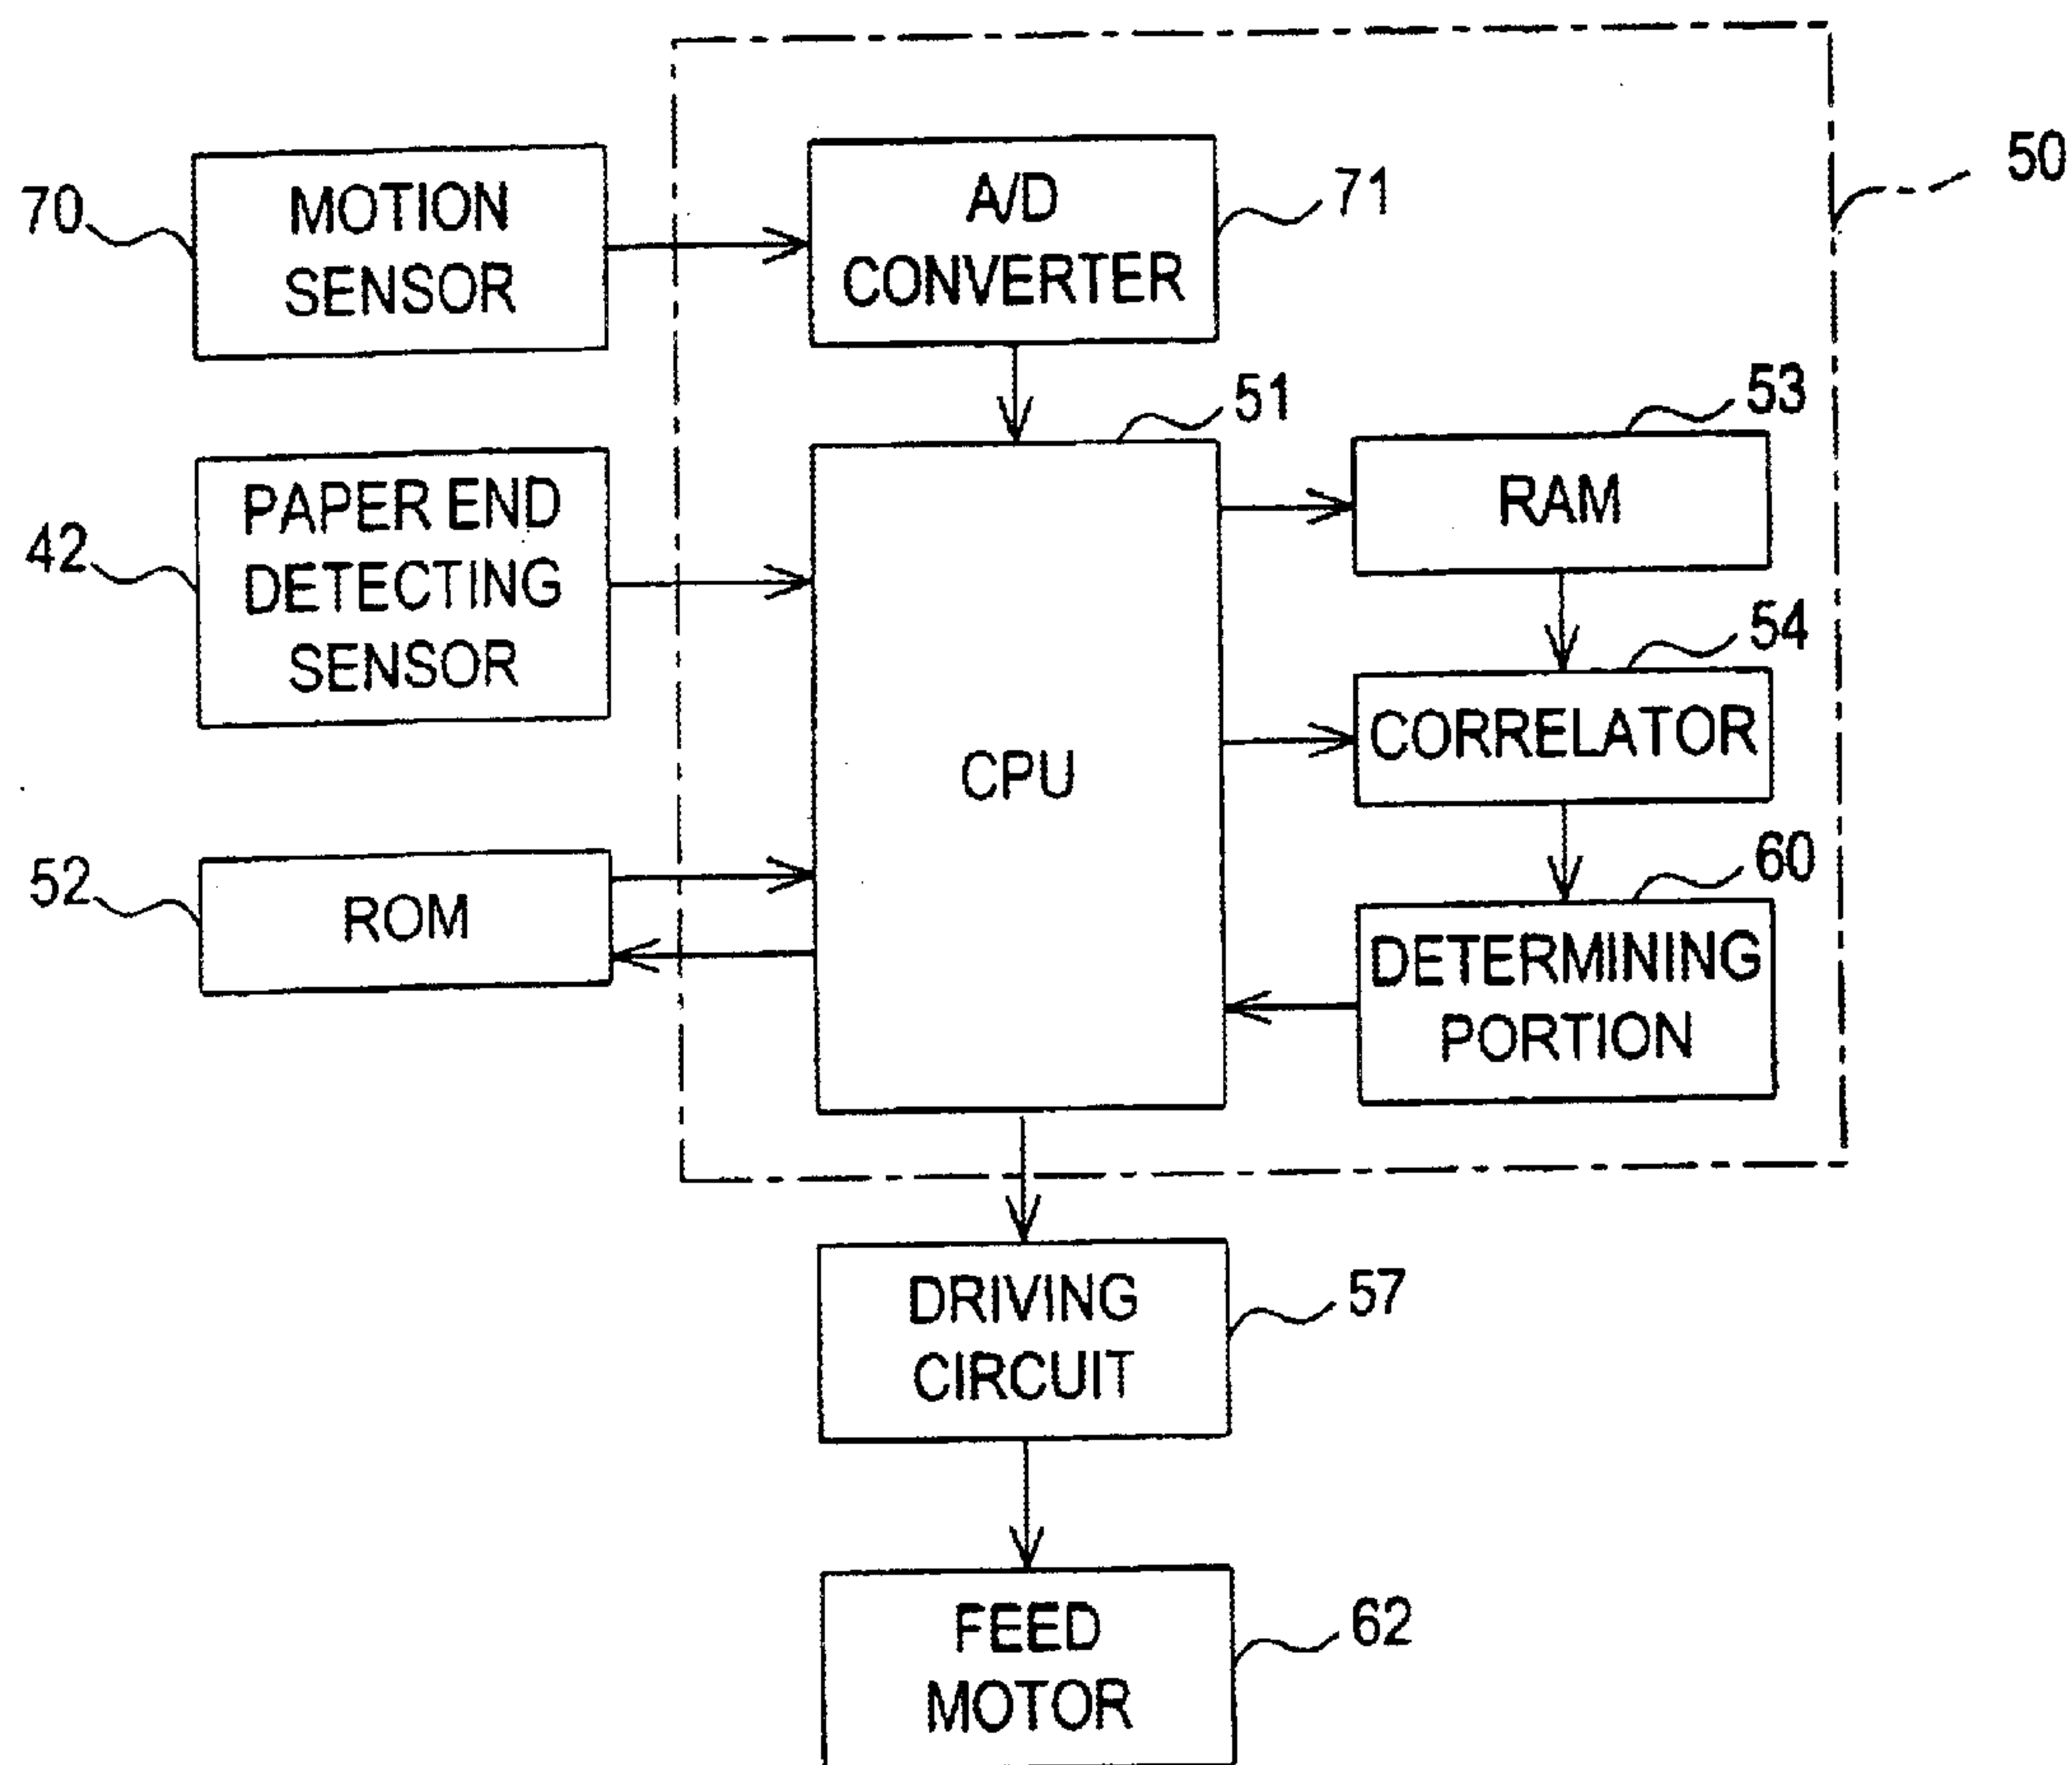 50
70
MOTION
SENSOR
A/D
CONVERTER
71
42
PAPER END
DETECTING
SENSOR
51
CPU
53
RAM
54
CORRELATOR
52
ROM
60
DETERMINING
PORTION
DRIVING
CIRCUIT
57
FEED
MOTOR
62